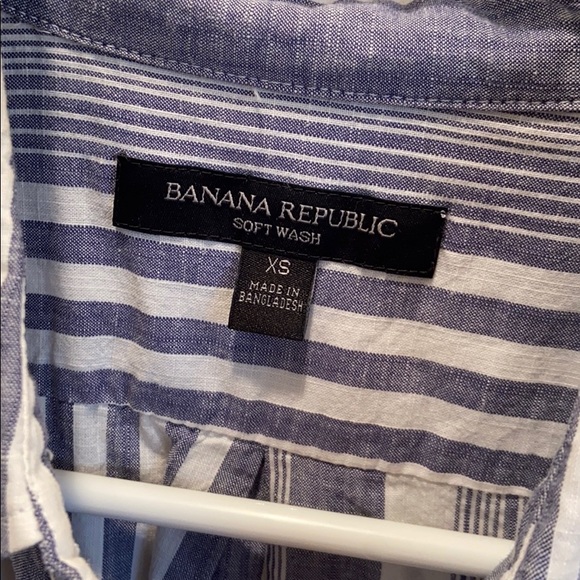 BANANA REPUBLIC
SOFT WASH
XS
MADE IN
BANGLADESH